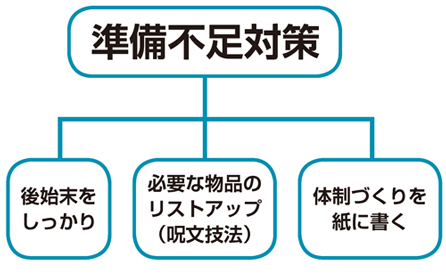 準備不足対策
後始末を
しっかり
必要な物品の
リストアップ
（呪文技法）
体制づくりを
紙に書く